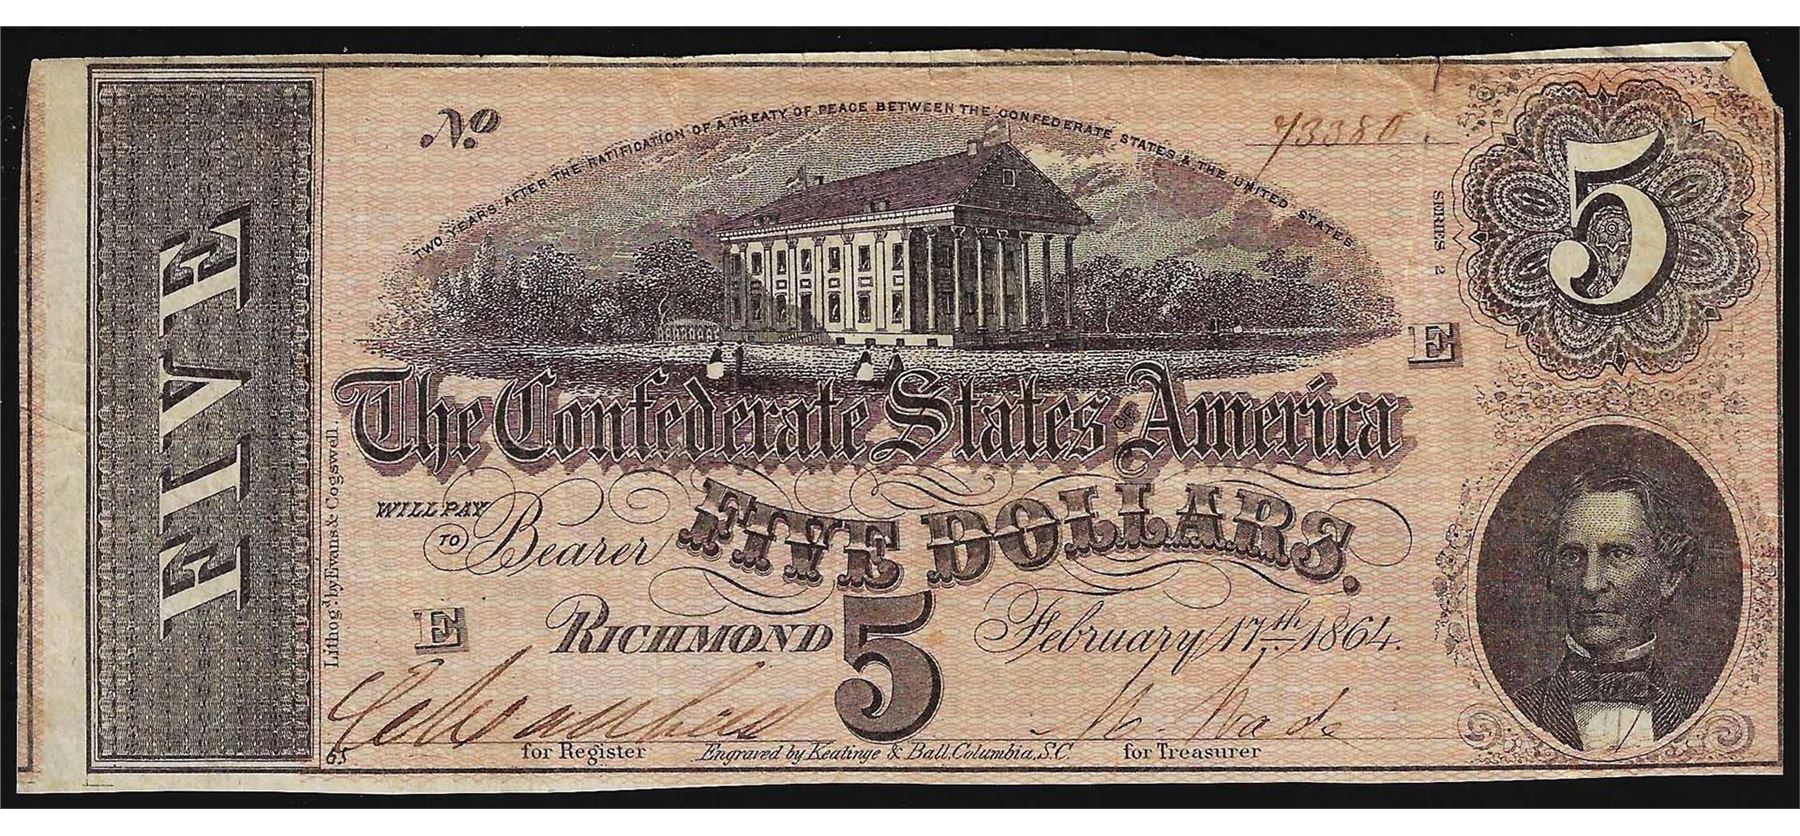 No
73380
TWO YEARS AFTER THE RATIFICATION OF A TREATY OF PEACE BETWEEN THE CONFEDERATE STATES & THE UNITED STATES
5
SERIES 2
E
FIVE
The Confederate States OF America
Lithog'd by Evans & Cogswell.
WILL PAY
TO Bearer FIVE DOLLARS.
E
RICHMOND 5 February 17th 1864.
for Register
Engraved by Keatinge & Ball, Columbia, S.C.
for Treasurer